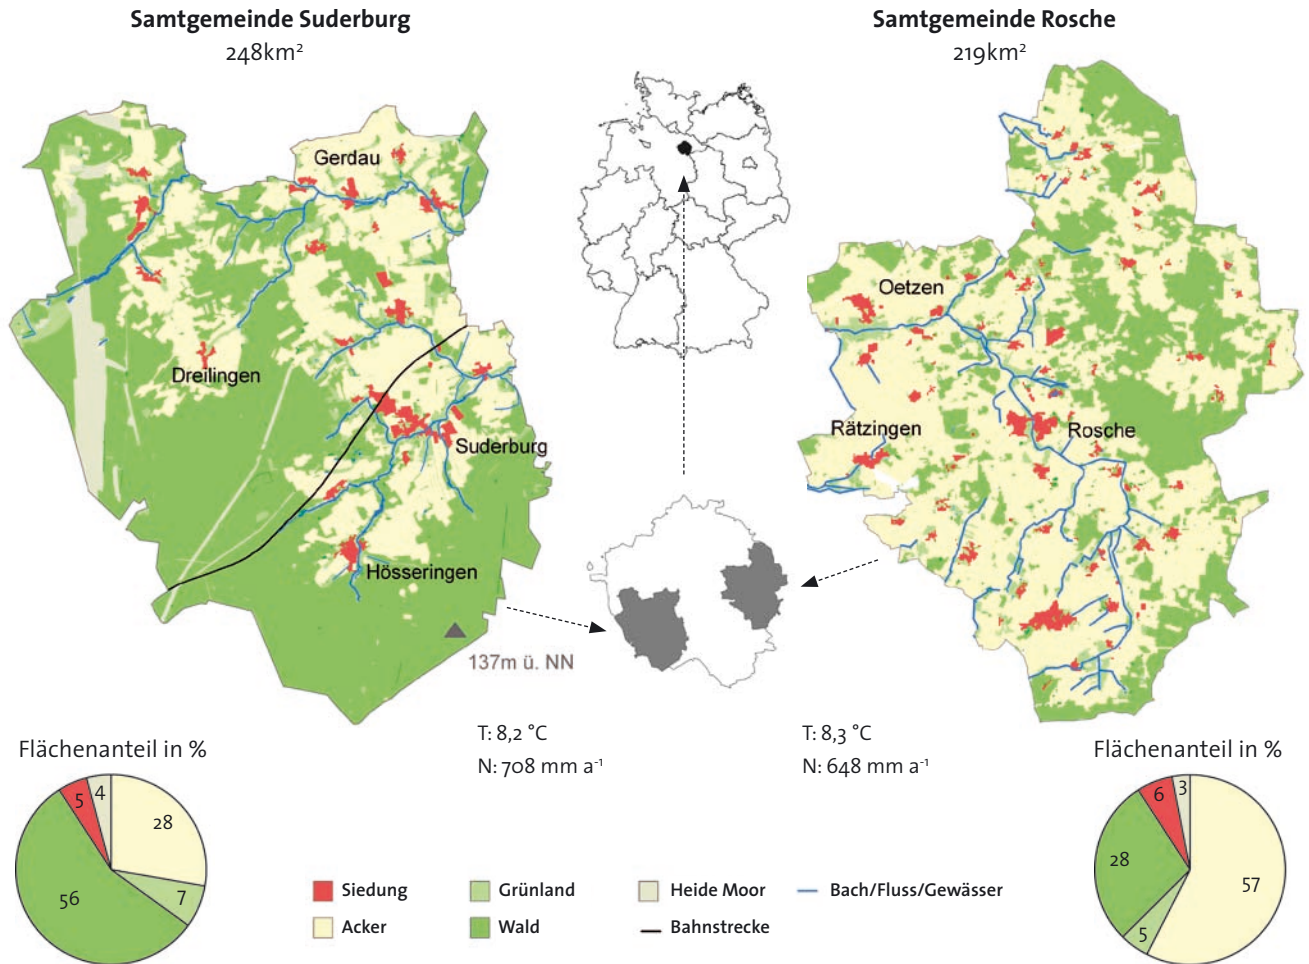 Samtgemeinde Suderburg
248km²
Samtgemeinde Rosche
219km²
Gerdau
Dreilingen
Suderburg
Hösseringen
137m ü. NN
Oetzen
Rätzingen
Rosche
T: 8,2 °C
N: 708 mm a⁻¹
T: 8,3 °C
N: 648 mm a⁻¹
Flächenanteil in %
5
4
28
7
56
Flächenanteil in %
6
3
28
57
5
Siedung
Grünland
Heide Moor
Bach/Fluss/Gewässer
Acker
Wald
Bahnstrecke